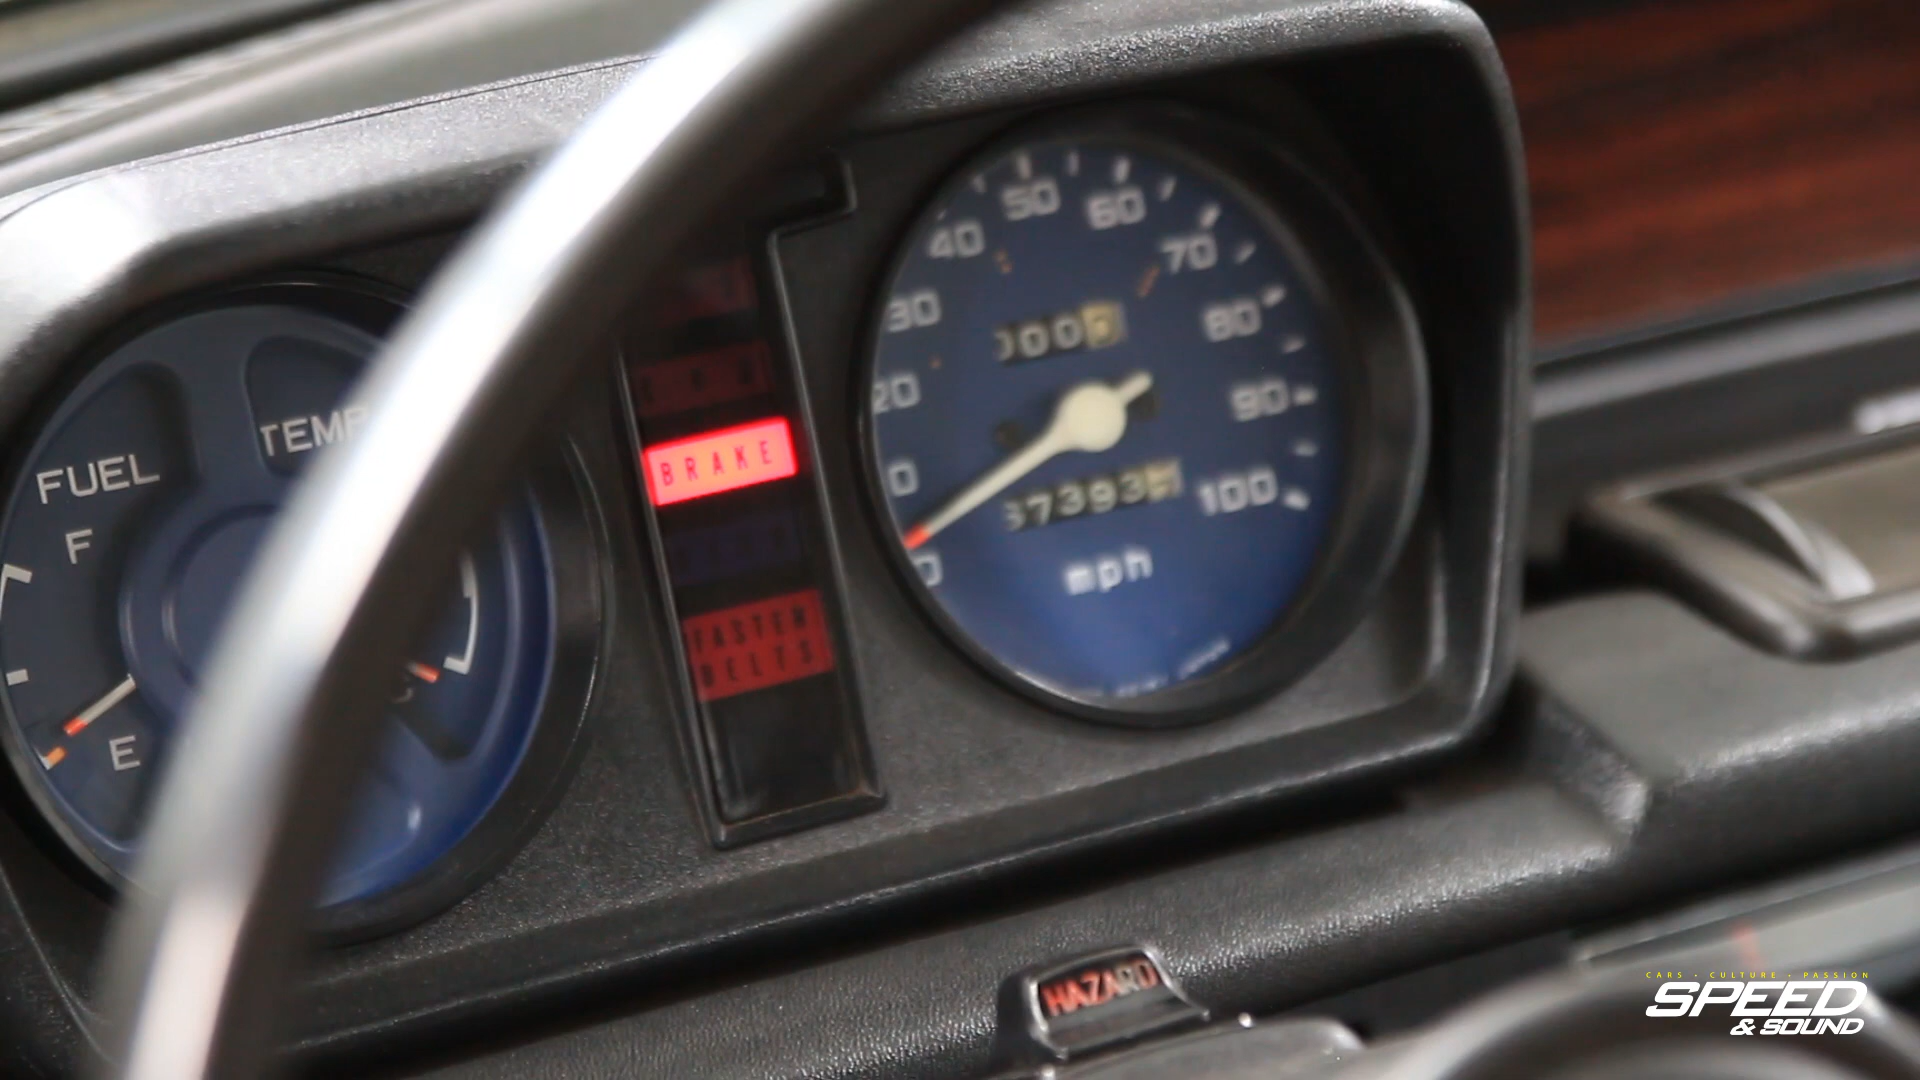 FUEL
F
E
TEMP
BRAKE
FASTEN
BELTS
0
20
30
40
50
60
70
80
90
100
mph
HAZARD
CARS • CULTURE • PASSION
SPEED
& SOUND